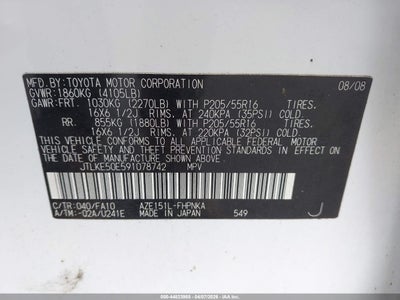 MFD.BY:TOYOTA MOTOR CORPORATION 08/08
GVWR:1860KG (4105LB)
GAWR:FRT. 1030KG (2270LB) WITH P205/55R16 TIRES.
16X6 1/2J RIMS. AT 240KPA (35PSI) COLD.
RR. 855KG (1880LB) WITH P205/55R16 TIRES.
16X6 1/2J RIMS. AT 220KPA (32PSI) COLD.
THIS VEHICLE CONFORMS TO ALL APPLICABLE FEDERAL MOTOR
VEHICLE SAFETY AND
THEFT PREVENTION STANDARDS IN EFFECT ON THE DATE OF
MANUFACTURE SHOWN ABOVE.
JTLKE50E591078742 MPV
C/TR:040/FA10 AZE151L-FHPNKA
A/TM:-02A/U241E MADE IN JAPAN 549 J